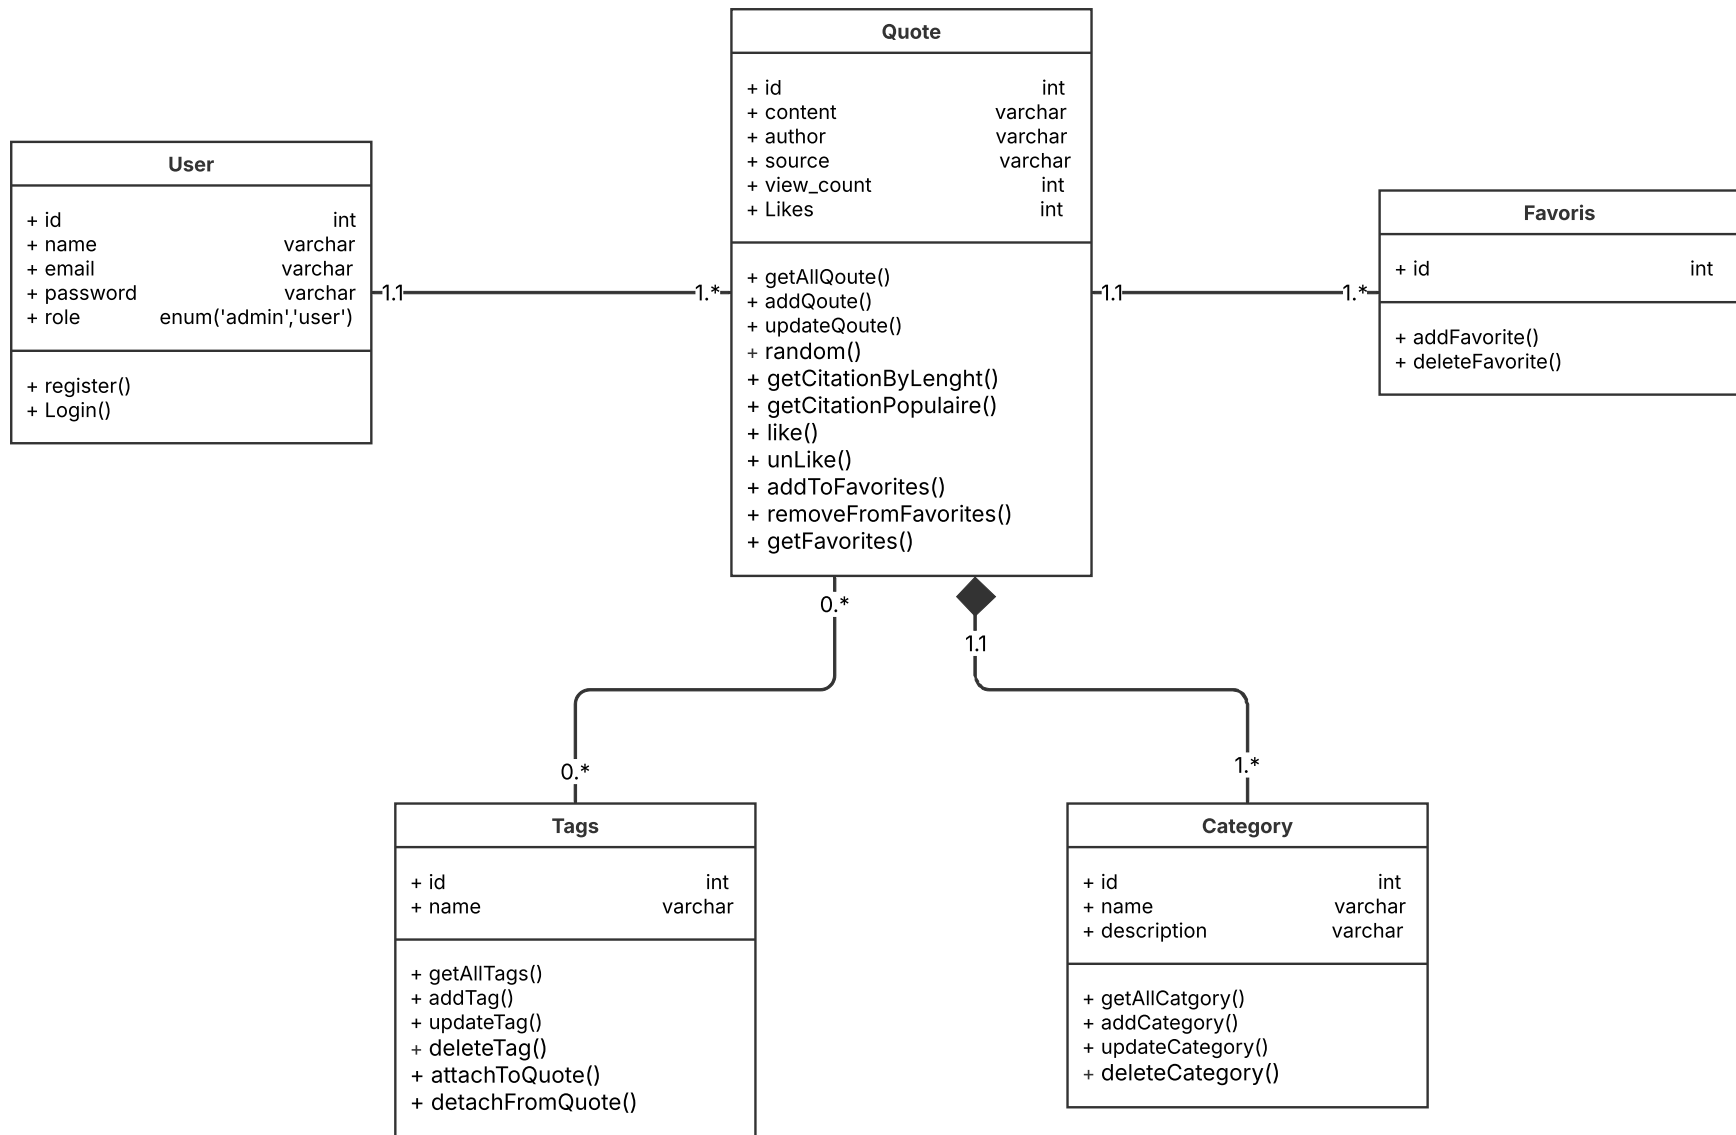 Quote
+ id int
+ content varchar
+ author varchar
+ source varchar
+ view_count int
+ Likes int
+ getAllQoute()
+ addQoute()
+ updateQoute()
+ random()
+ getCitationByLenght()
+ getCitationPopulaire()
+ like()
+ unLike()
+ addToFavorites()
+ removeFromFavorites()
+ getFavorites()
User
+ id int
+ name varchar
+ email varchar
+ password varchar
+ role enum('admin','user')
+ register()
+ Login()
1.1
1.*
1.1
1.*
Favoris
+ id int
+ addFavorite()
+ deleteFavorite()
0.*
1.1
0.*
1.*
Tags
+ id int
+ name varchar
+ getAllTags()
+ addTag()
+ updateTag()
+ deleteTag()
+ attachToQuote()
+ detachFromQuote()
Category
+ id int
+ name varchar
+ description varchar
+ getAllCatgory()
+ addCategory()
+ updateCategory()
+ deleteCategory()